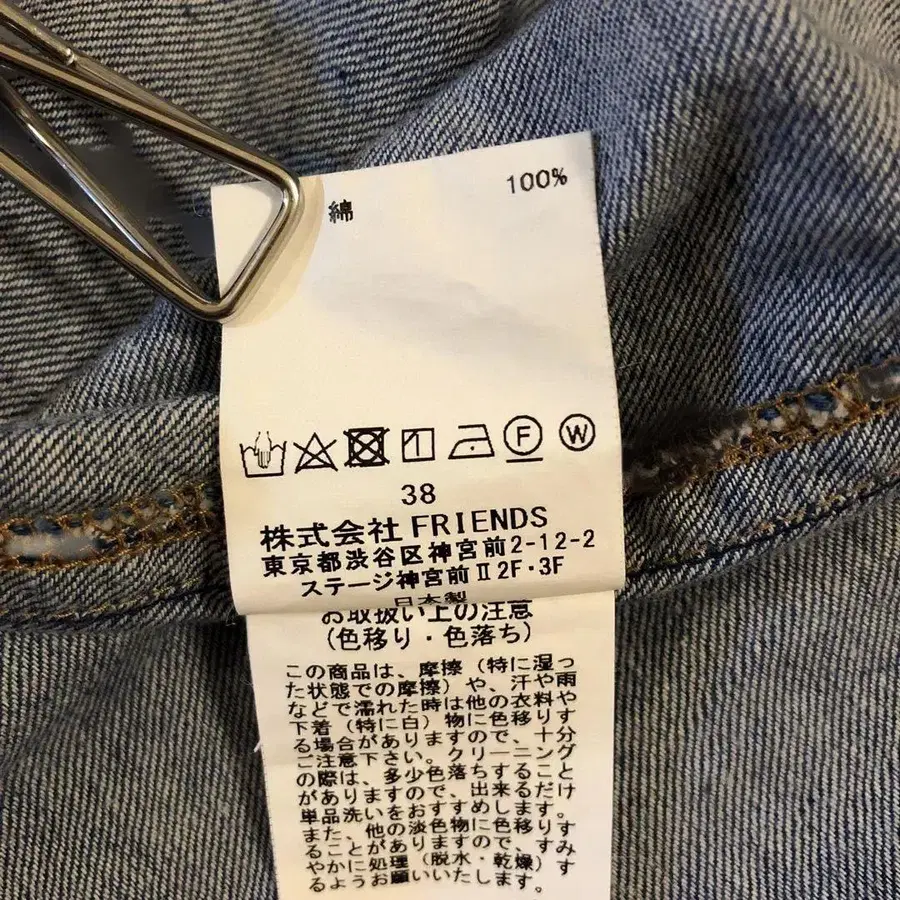 綿 100%
F W
38
株式会社 FRIENDS
東京都渋谷区神宮前2-12-2
ステージ神宮前Ⅱ2F・3F
日本製
お取扱い上の注意
(色移り・色落ち)
この商品は、摩擦(特に湿っ
た状態での摩擦)や、汗や雨
などで濡れた時は他の衣料や
下着(特に白)物に色移りす
る場合がありますので、十分
ご注意下さい。クリーニング
の際は、多少色落ちすること
がありますので、出来るだけ
単品洗いをおすすめします。
また、他の淡色物に色移りす
ることがありますので、すみ
やかに処理(脱水・乾燥)す
るようお願いいたします。